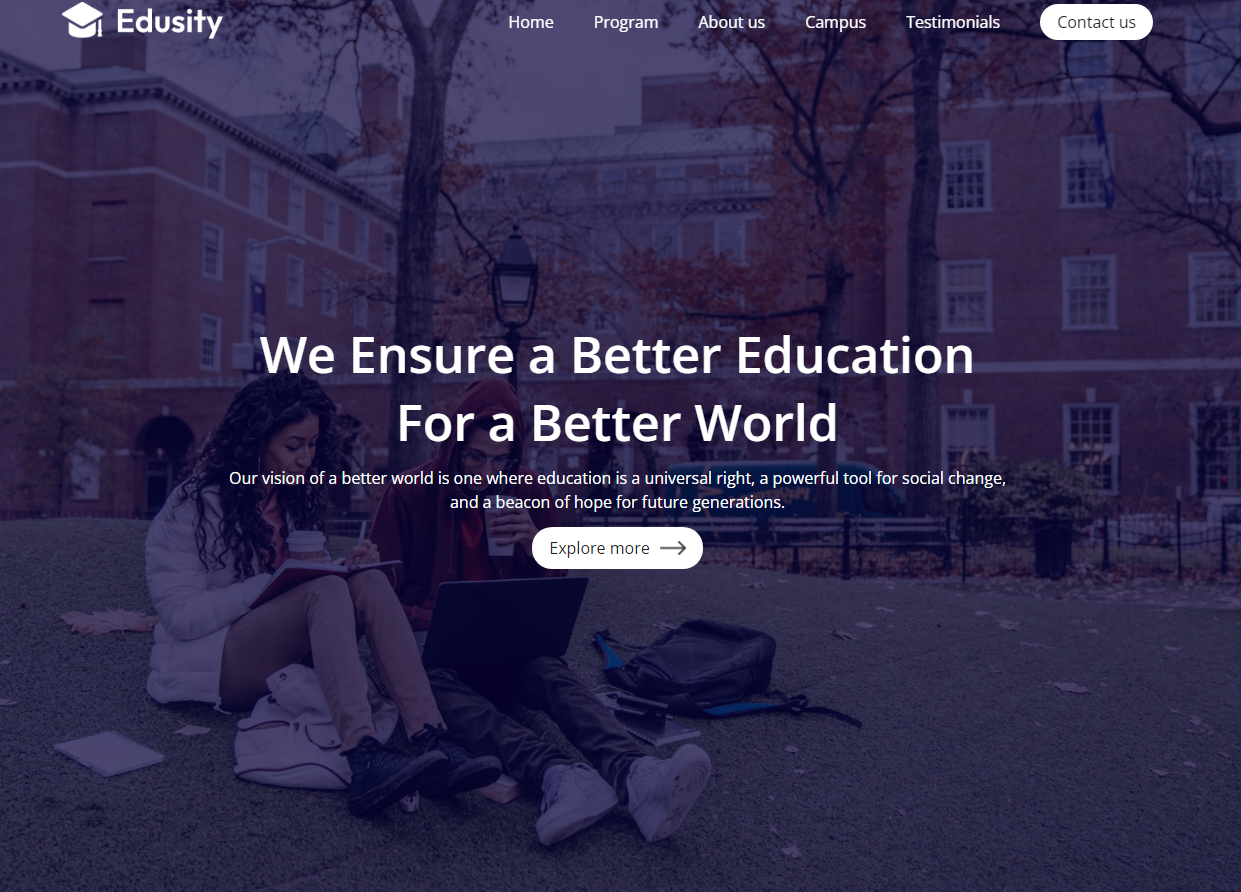 Edusity Home Program About us Campus Testimonials Contact us
We Ensure a Better Education
For a Better World
Our vision of a better world is one where education is a universal right, a powerful tool for social change,
and a beacon of hope for future generations.
Explore more